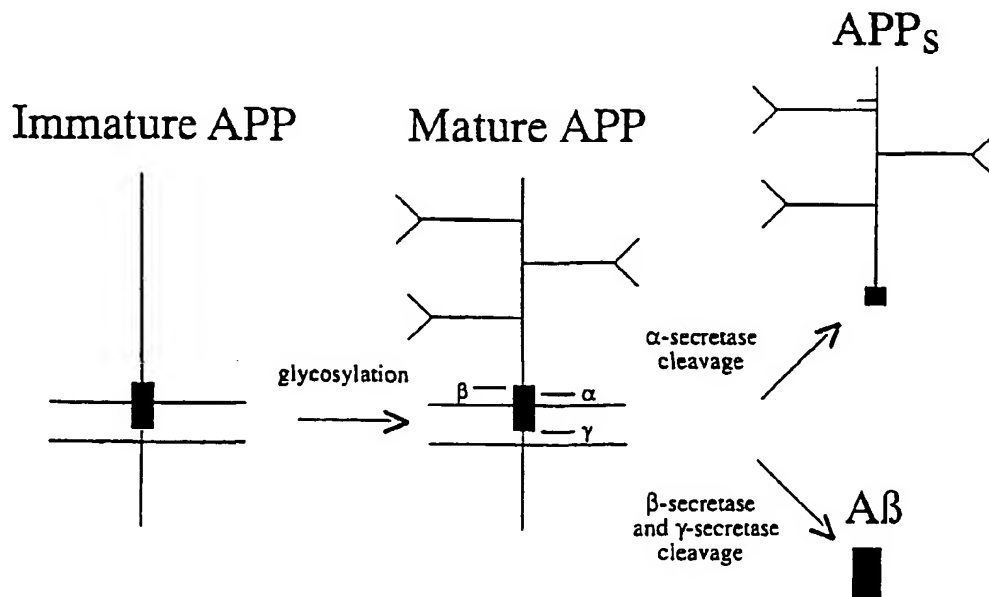 APPs
Immature APP
Mature APP
α-secretase
cleavage
glycosylation
β
α
γ
β-secretase
and γ-secretase
cleavage
Aß